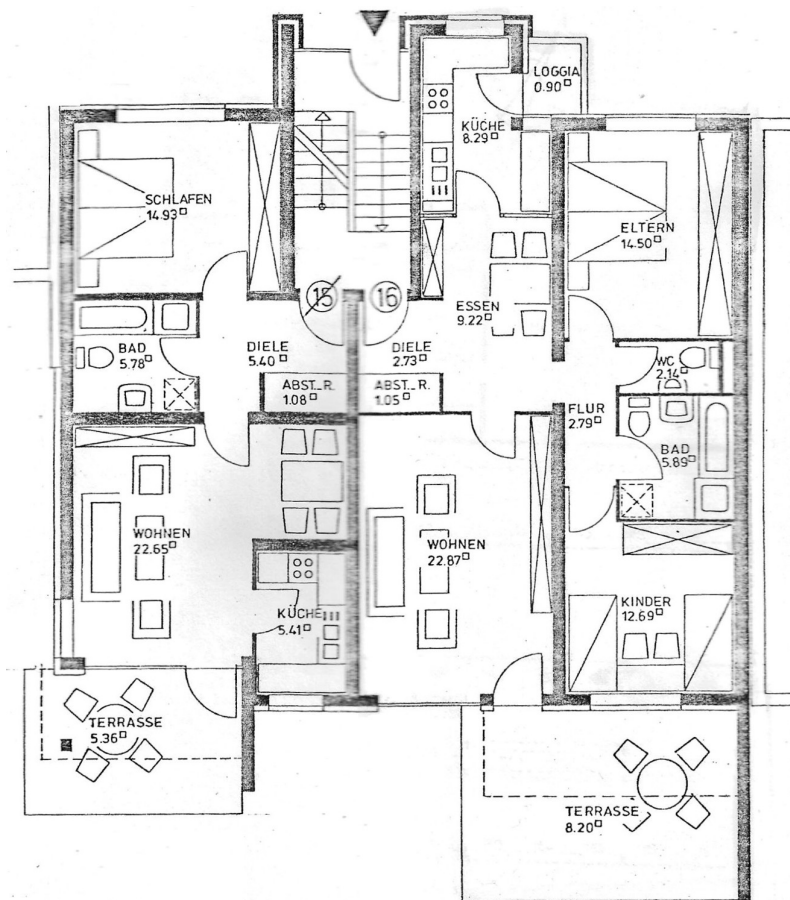 LOGGIA
0.90
KÜCHE
8.29
SCHLAFEN
14.93
ELTERN
14.50
15
16
ESSEN
9.22
BAD
5.78
DIELE
5.40
DIELE
2.73
WC
2.14
ABST.R.
1.08
ABST.R.
1.05
FLUR
2.79
BAD
5.89
WOHNEN
22.65
WOHNEN
22.87
KÜCHE
5.41
KINDER
12.69
TERRASSE
5.36
TERRASSE
8.20